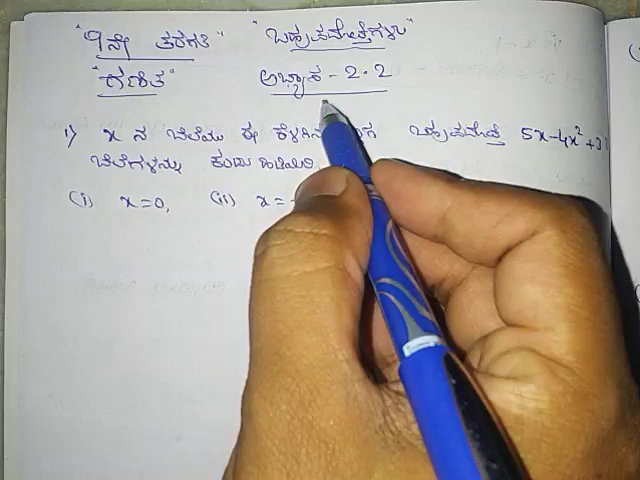 "9ನೇ ತರಗತಿ "ಬಹುಪದೋಕ್ತಿಗಳು"
"ಗಣಿತ" ಅಭ್ಯಾಸ - 2.2
1) x ನ ಬೆಲೆಯು ಈ ಕೆಳಗಿನ ಬಹುಪದೋಕ್ತಿ 5x-4x²+3
ಬೆಲೆಗಳನ್ನು ಕಂಡು ಹಿಡಿಯಿರಿ
(i) x=0, (ii) x=